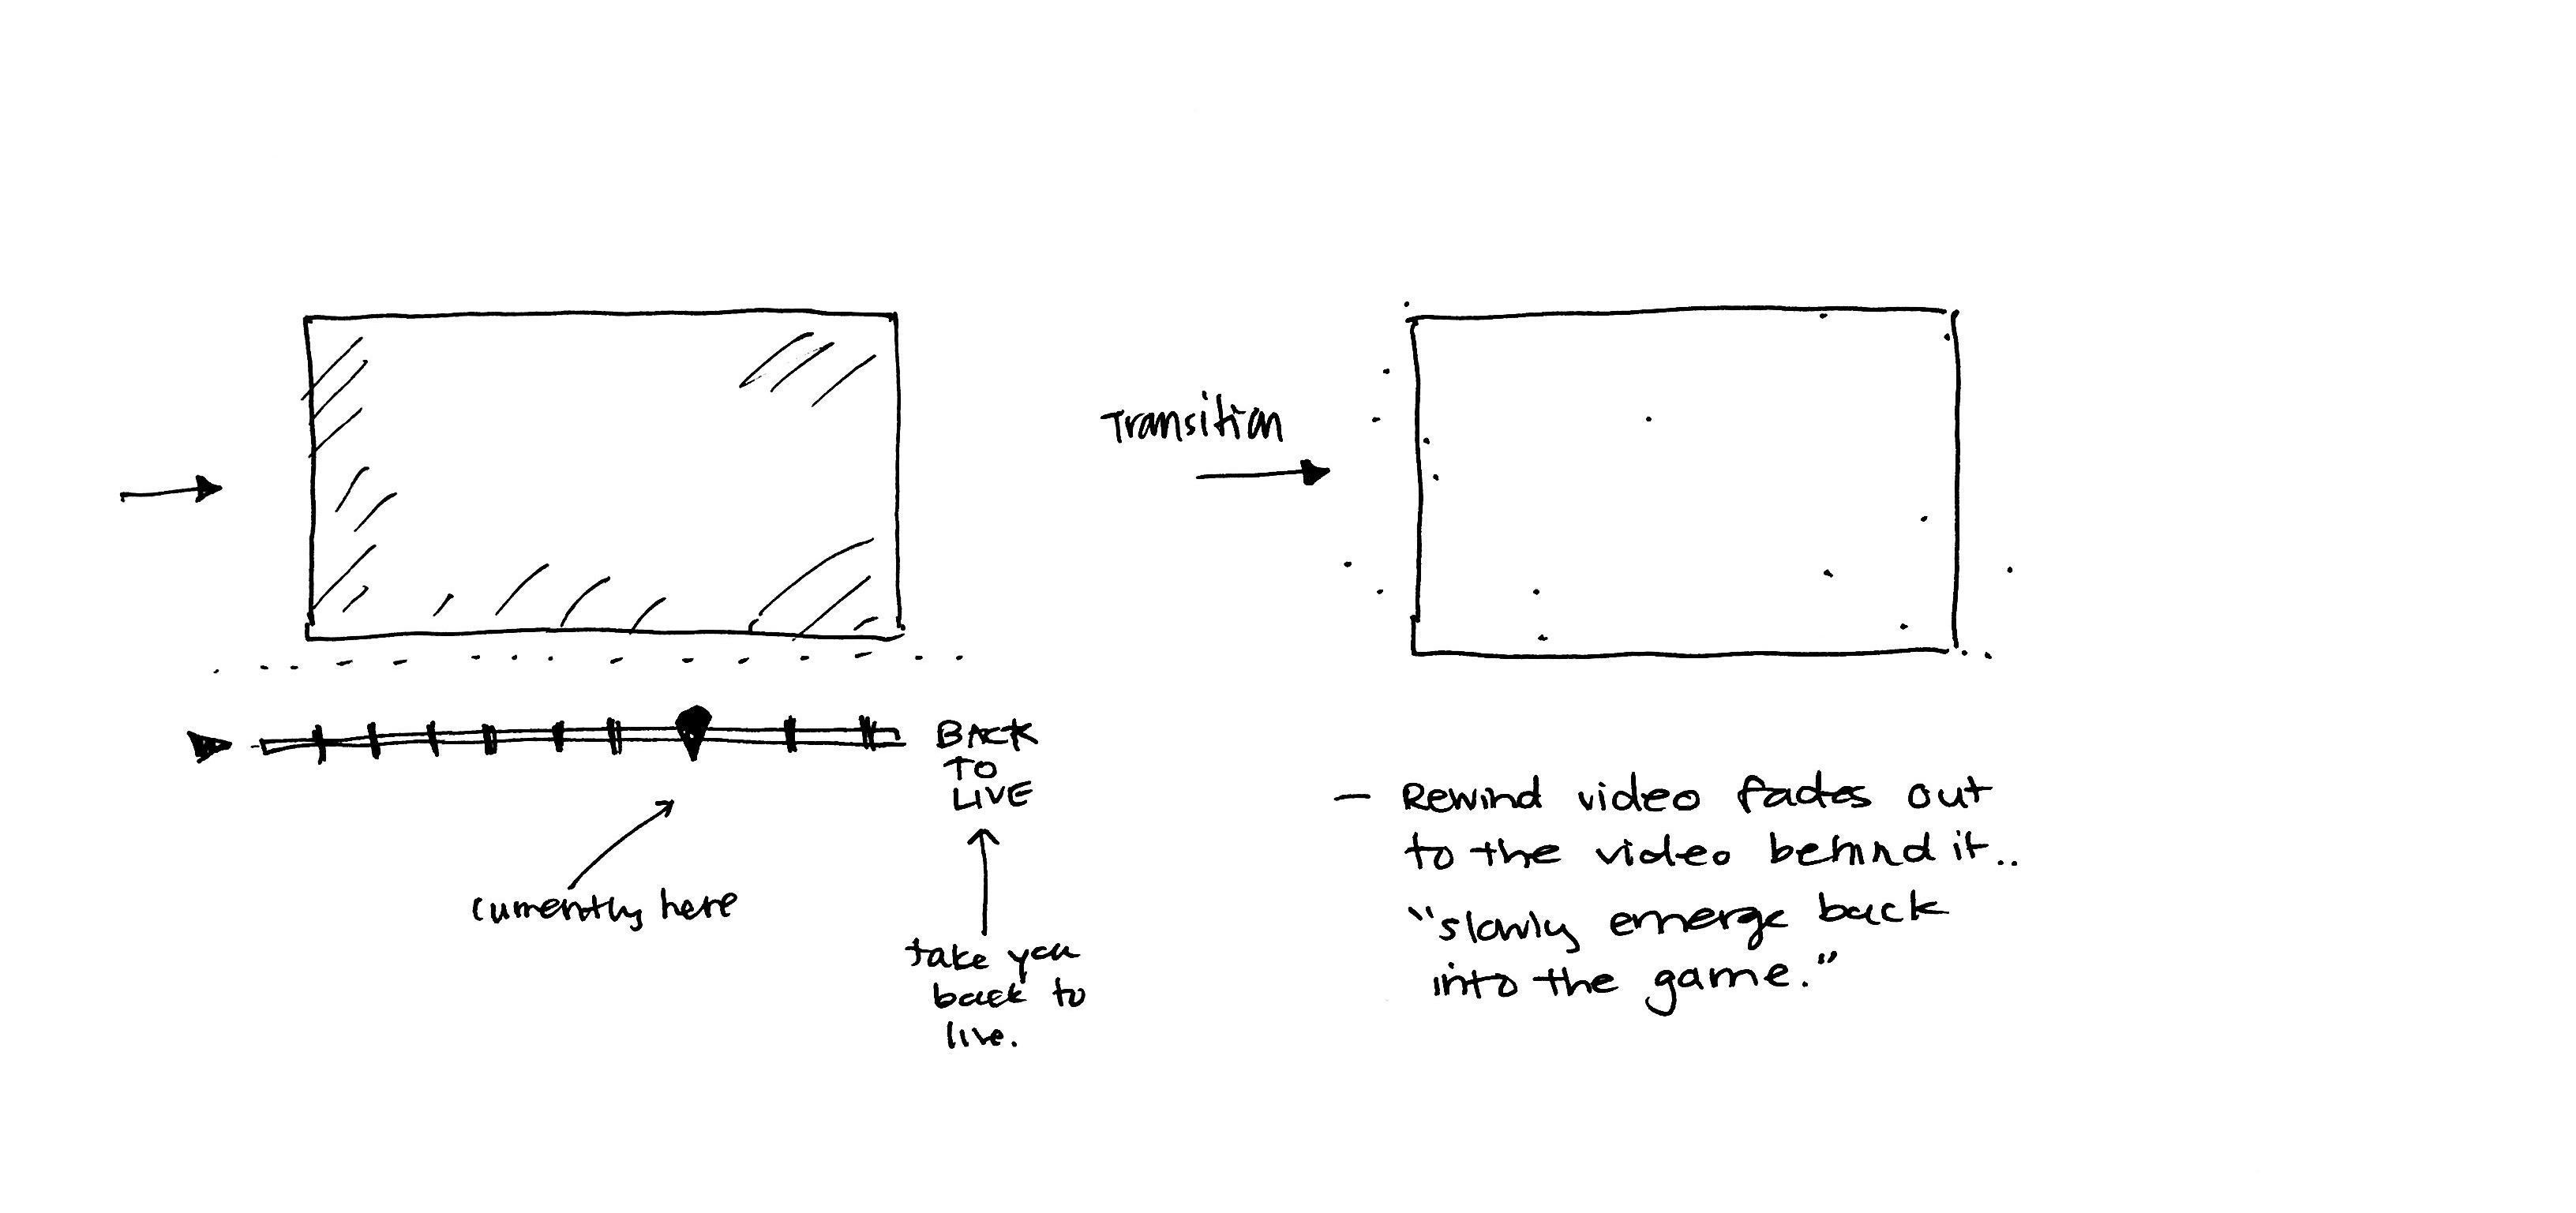 Transition
BACK
TO
LIVE
currently here
take you
back to
live.
— Rewind video fades out
to the video behind it..
"slowly emerge back
into the game."